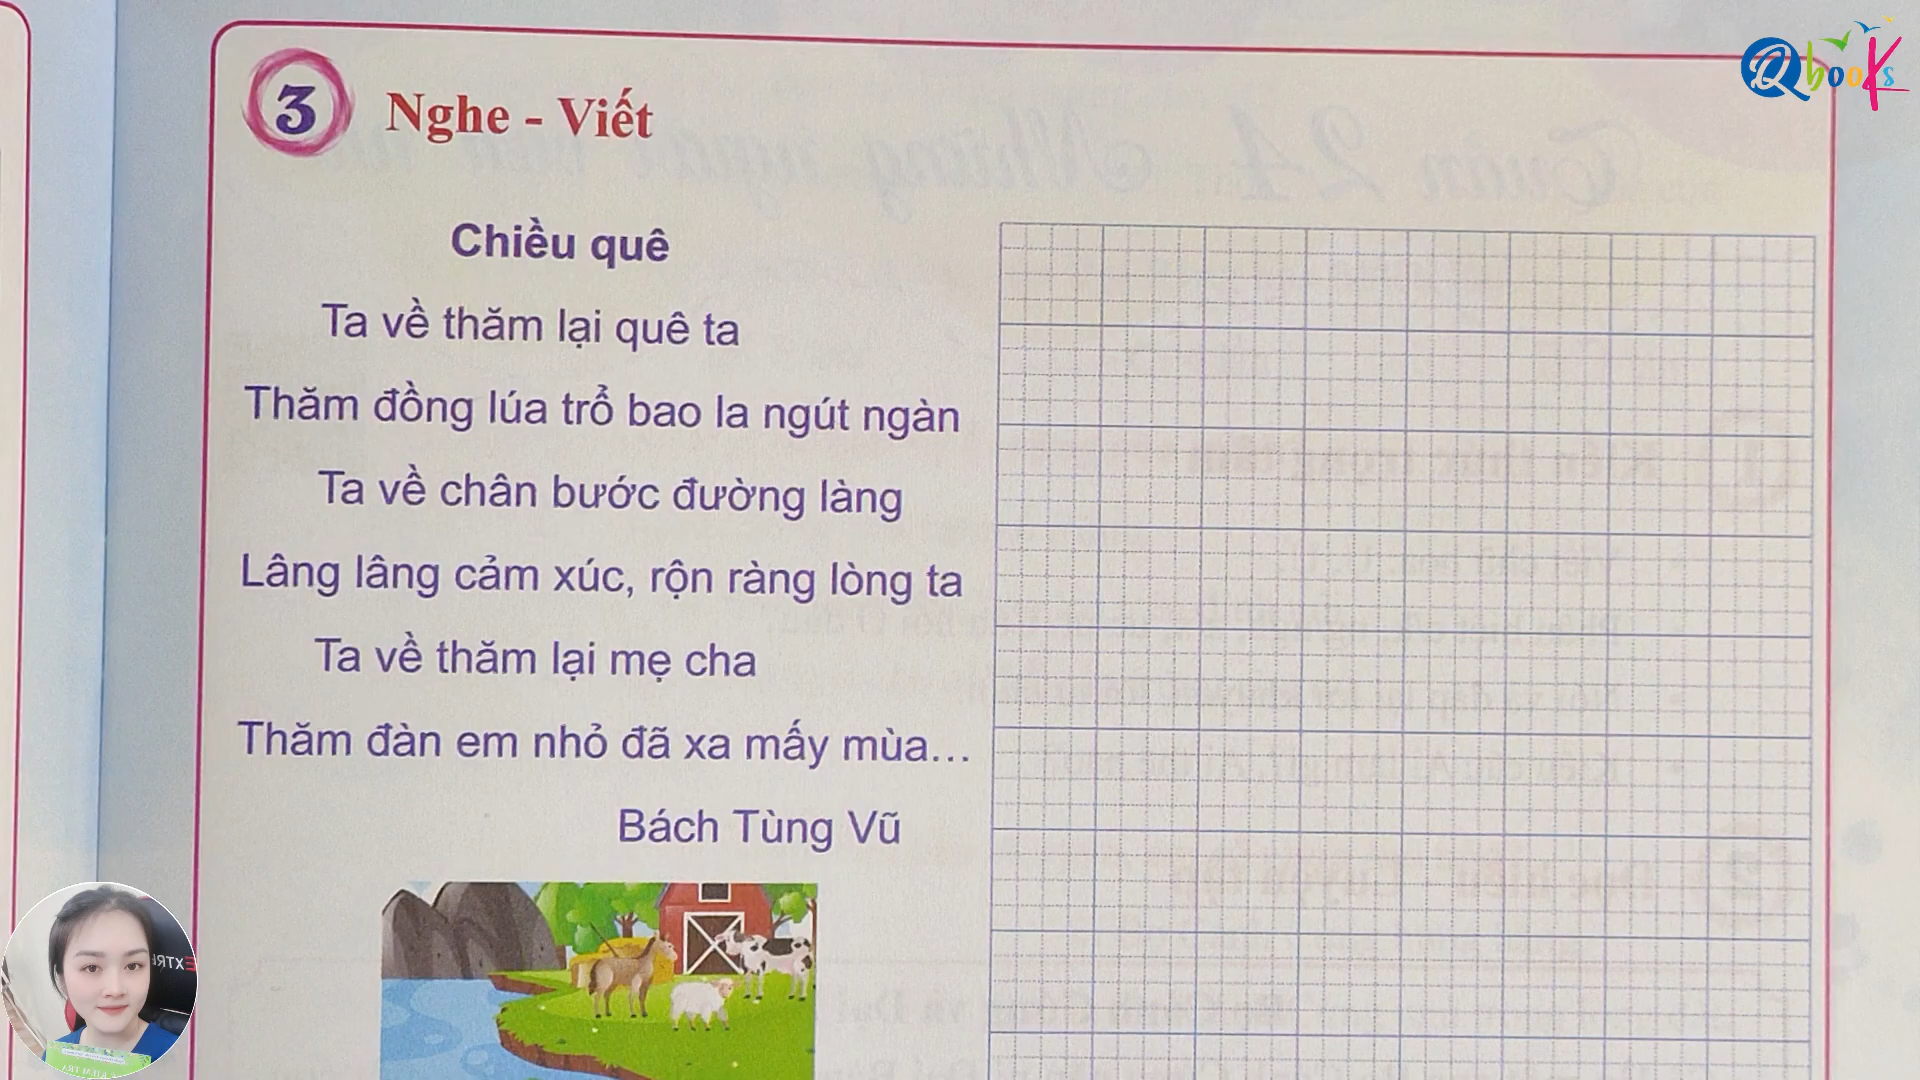 3 Nghe - Viết
Chiều quê
Ta về thăm lại quê ta
Thăm đồng lúa trổ bao la ngút ngàn
Ta về chân bước đường làng
Lâng lâng cảm xúc, rộn ràng lòng ta
Ta về thăm lại mẹ cha
Thăm đàn em nhỏ đã xa mấy mùa...
Bách Tùng Vũ
Qbooks